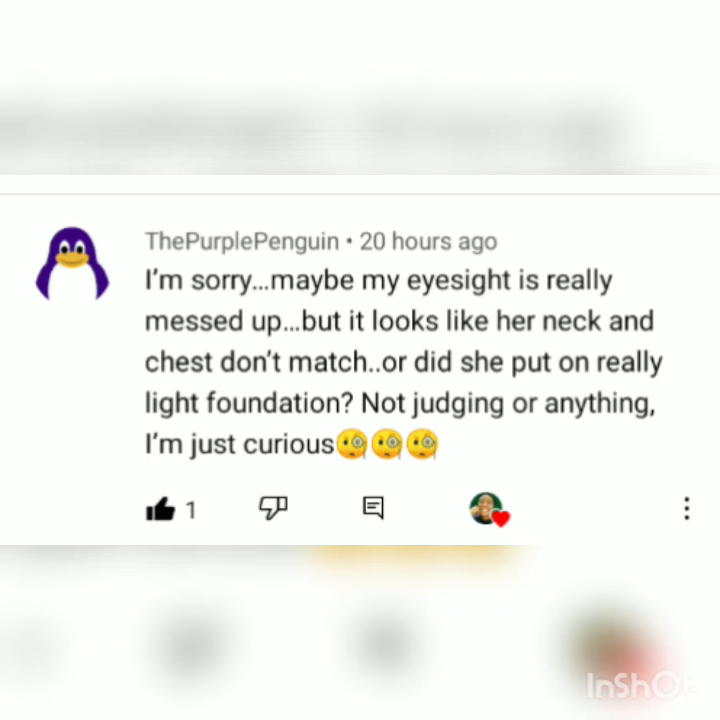 ThePurplePenguin • 20 hours ago
I’m sorry...maybe my eyesight is really
messed up...but it looks like her neck and
chest don’t match..or did she put on really
light foundation? Not judging or anything,
I’m just curious🧐🧐🧐
1
InShOt